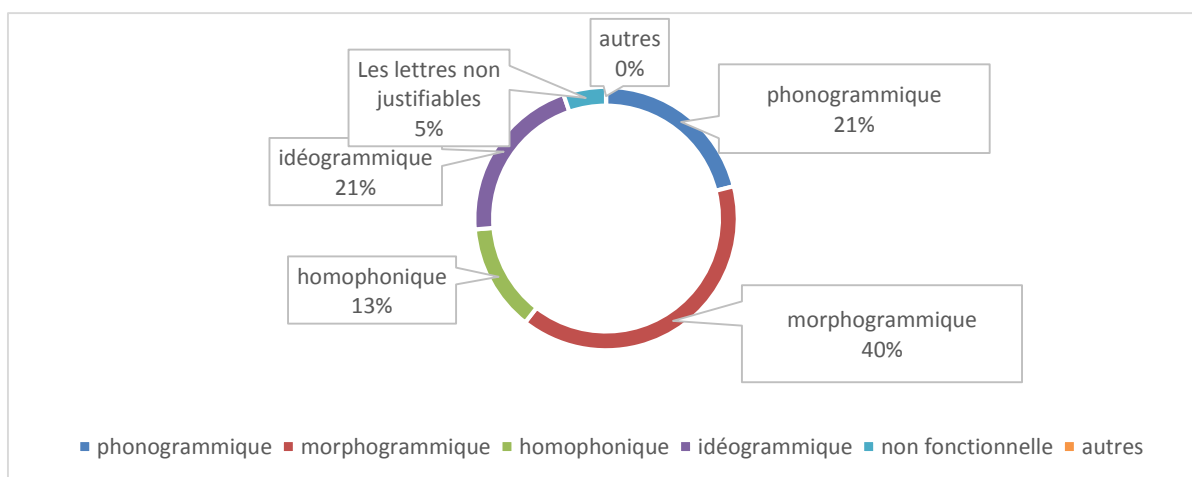 autres
0%
Les lettres non
justifiables
5%
phonogrammique
21%
idéogrammique
21%
homophonique
13%
morphogrammique
40%
phonogrammique morphogrammique homophonique idéogrammique non fonctionnelle autres